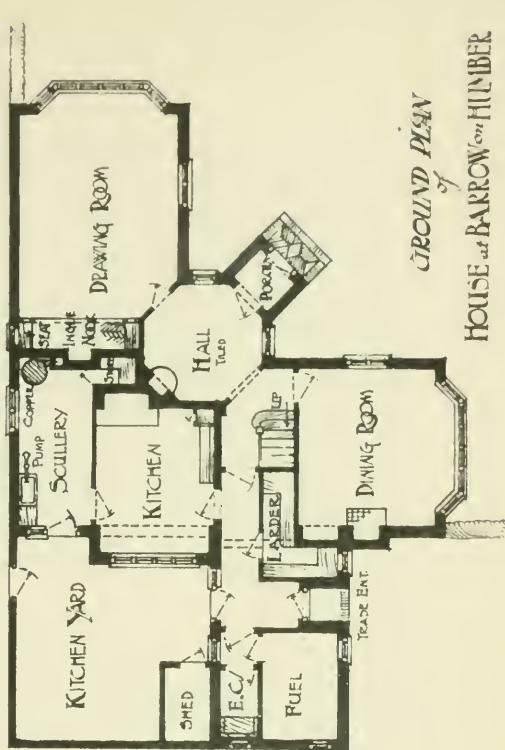 GROUND PLAN
of
HOUSE at BARROW on HUMBER
DRAWING ROOM
SEAT
INGLE
NOOK
PORCH
HALL
TILED
COPPER
PUMP
SCULLERY
KITCHEN
UP
DINING ROOM
LARDER
KITCHEN YARD
SHED
E.C.
FUEL
TRADE ENT.